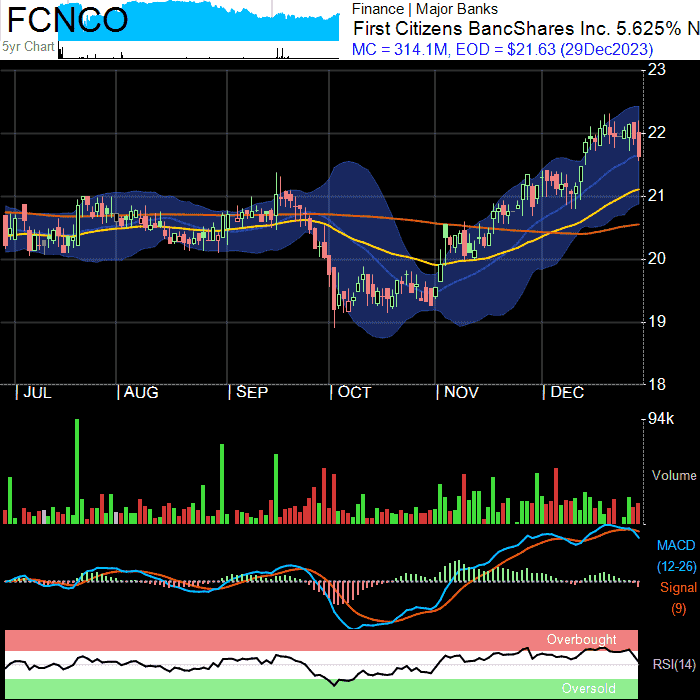 FCNCO
5yr Chart
Finance | Major Banks
First Citizens BancShares Inc. 5.625% N
MC = 314.1M, EOD = $21.63 (29Dec2023)
23
22
21
20
19
18
| JUL | AUG | SEP | OCT | NOV | DEC
94k
Volume
MACD
(12-26)
Signal
(9)
Overbought
RSI(14)
Oversold